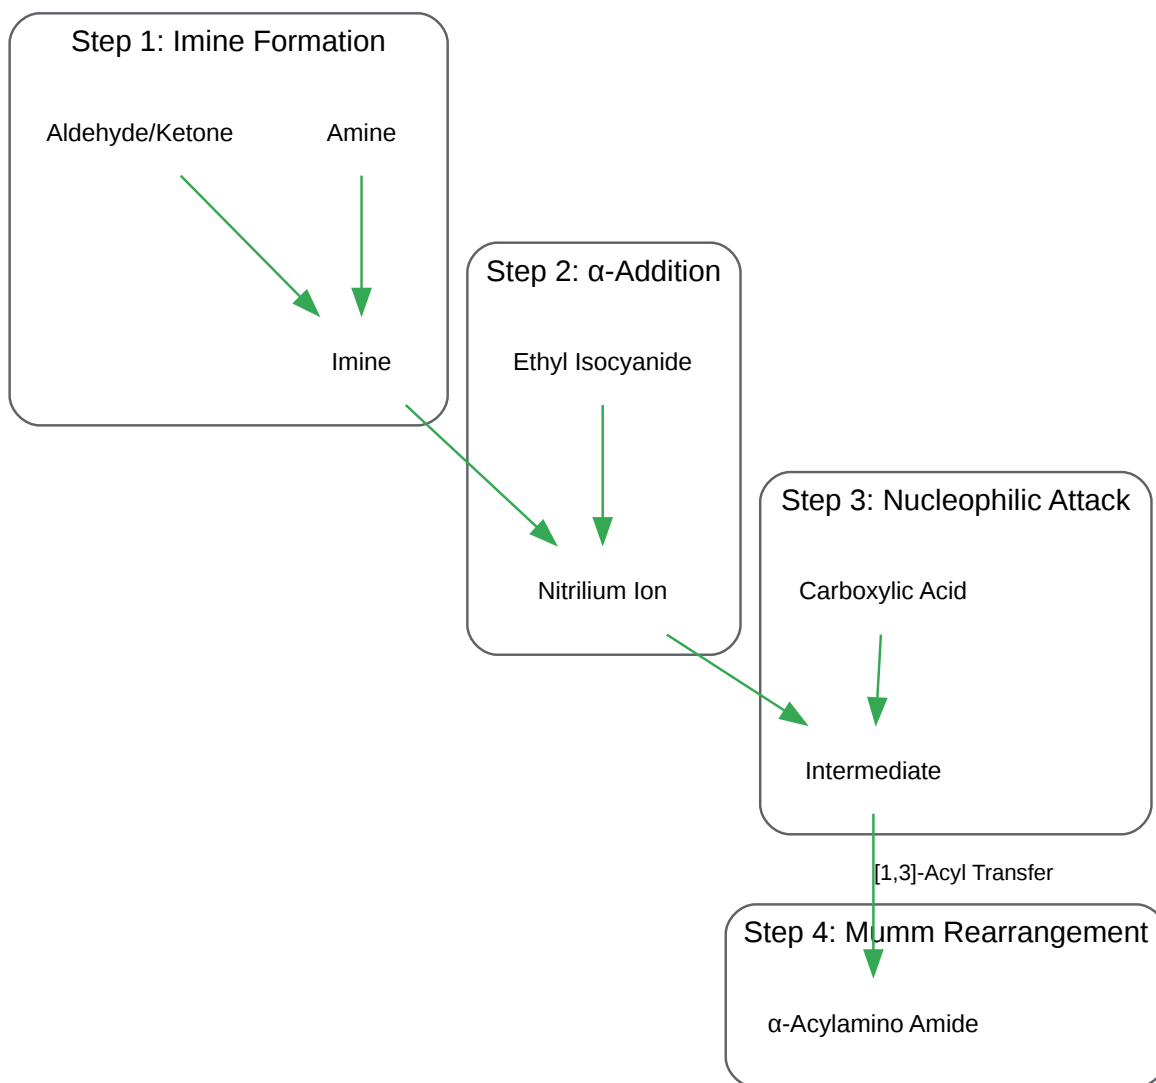 Step 1: Imine Formation
Aldehyde/Ketone
Amine
Imine
Step 2: α-Addition
Ethyl Isocyanide
Nitrilium Ion
Step 3: Nucleophilic Attack
Carboxylic Acid
Intermediate
[1,3]-Acyl Transfer
Step 4: Mumm Rearrangement
α-Acylamino Amide